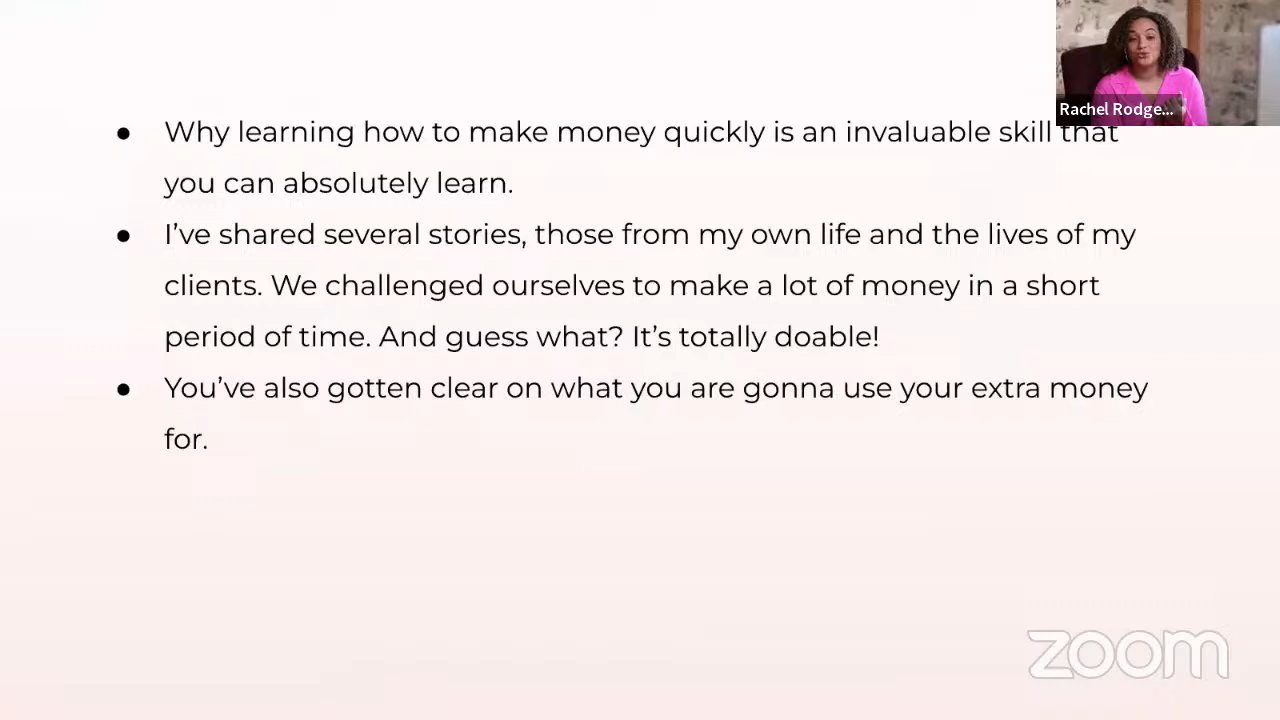 Rachel Rodge...
● Why learning how to make money quickly is an invaluable skill that
you can absolutely learn.
● I’ve shared several stories, those from my own life and the lives of my
clients. We challenged ourselves to make a lot of money in a short
period of time. And guess what? It’s totally doable!
● You’ve also gotten clear on what you are gonna use your extra money
for.
zoom